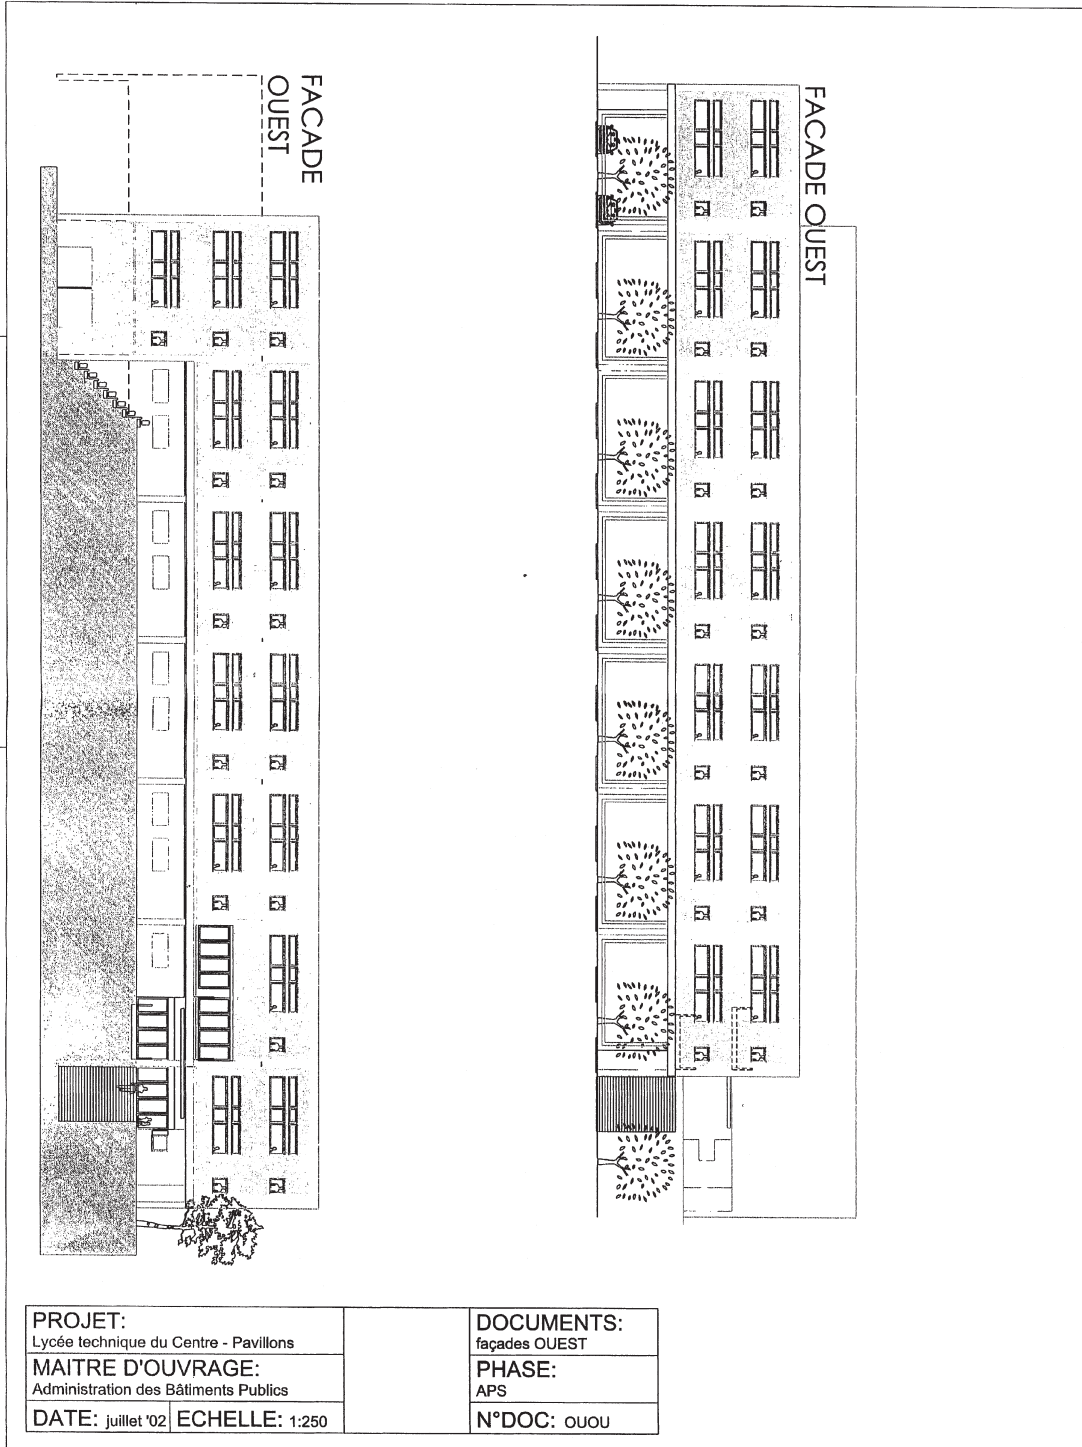 FACADE
OUEST
FACADE OUEST
PROJET:
Lycée technique du Centre - Pavillons
MAITRE D'OUVRAGE:
Administration des Bâtiments Publics
DATE: juillet '02 ECHELLE: 1:250
DOCUMENTS:
façades OUEST
PHASE:
APS
N°DOC: OUOU